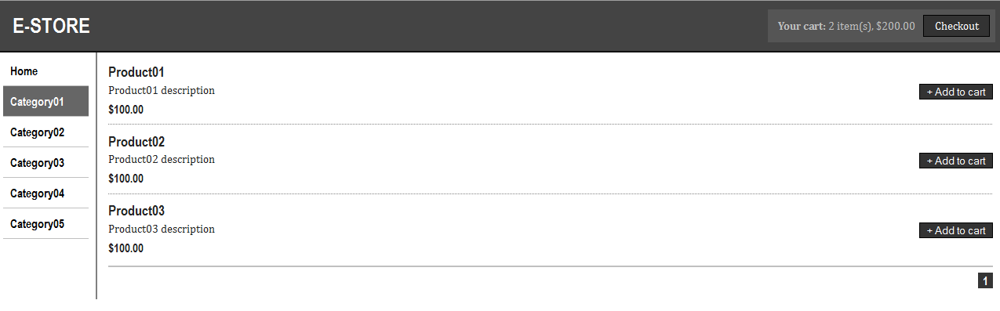 E-STORE
Your cart: 2 item(s), $200.00 Checkout
Home
Category01
Category02
Category03
Category04
Category05
Product01
Product01 description
$100.00
+ Add to cart
Product02
Product02 description
$100.00
+ Add to cart
Product03
Product03 description
$100.00
+ Add to cart
1